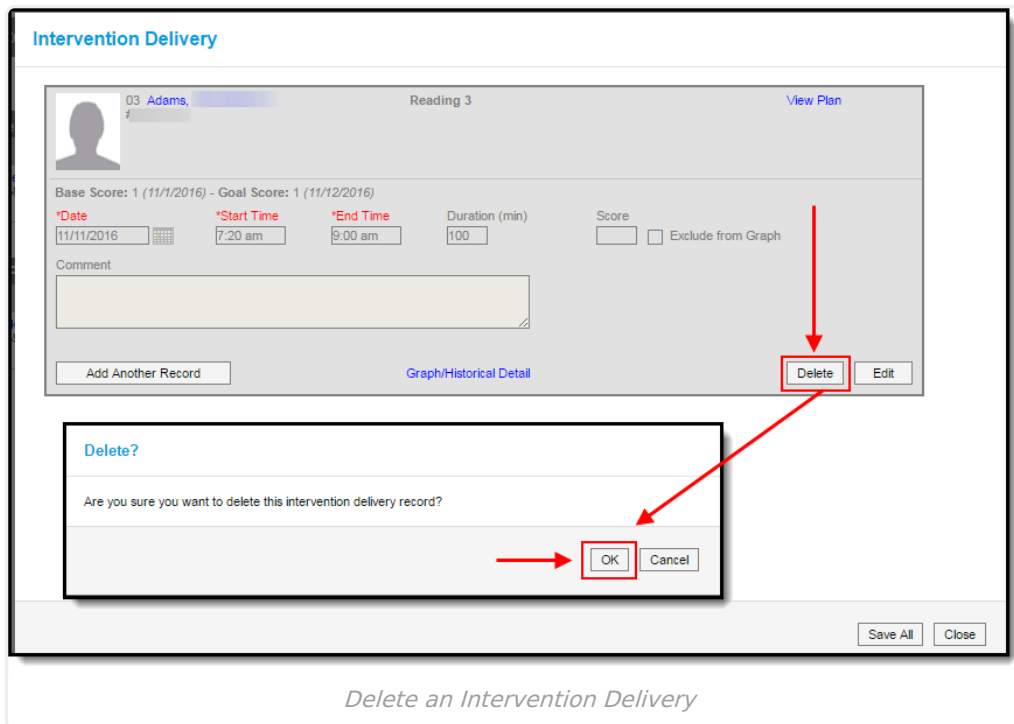 Intervention Delivery
03 Adams, Reading 3 View Plan
#
Base Score: 1 (11/1/2016) - Goal Score: 1 (11/12/2016)
*Date *Start Time *End Time Duration (min) Score
11/11/2016 7:20 am 9:00 am 100 Exclude from Graph
Comment
Add Another Record Graph/Historical Detail Delete Edit
Delete?
Are you sure you want to delete this intervention delivery record?
OK Cancel
Save All Close
Delete an Intervention Delivery